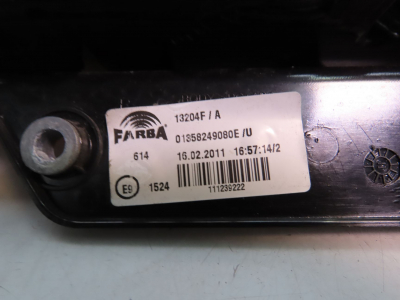 FARBA
13204F / A
01356249080E /U
614
16.02.2011 16:57:14/2
E9 1524
111239222